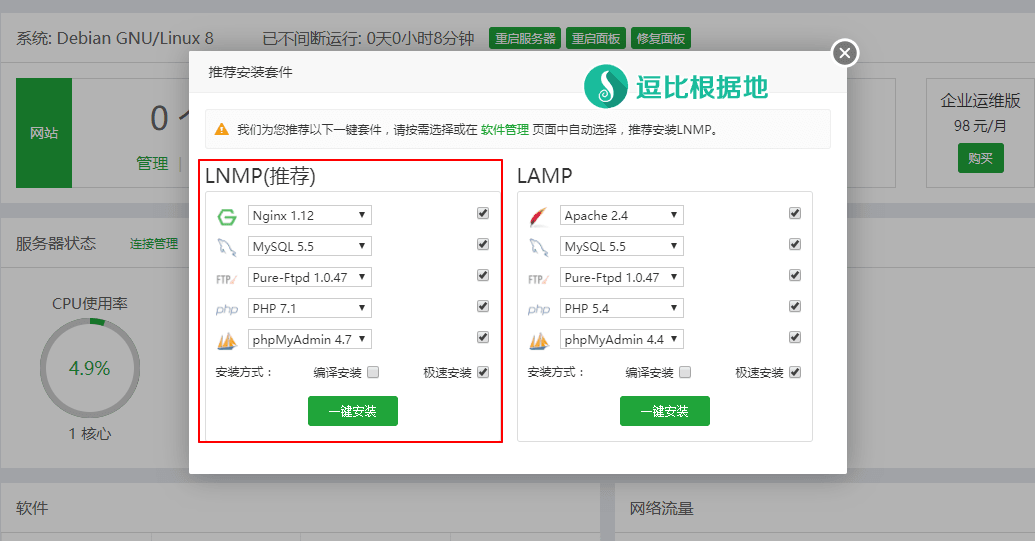 系统: Debian GNU/Linux 8 已不间断运行: 0天0小时8分钟 重启服务器 重启面板 修复面板
推荐安装套件
逗比根据地
我们为您推荐以下一键套件，请按需选择或在 软件管理 页面中自动选择，推荐安装LNMP。
网站
0
管理 |
企业运维版
98 元/月
购买
服务器状态 连接管理
CPU使用率
4.9%
1 核心
LNMP(推荐)
Nginx 1.12
MySQL 5.5
FTP Pure-Ftpd 1.0.47
php PHP 7.1
phpMyAdmin 4.7
安装方式： 编译安装 极速安装
一键安装
LAMP
Apache 2.4
MySQL 5.5
FTP Pure-Ftpd 1.0.47
php PHP 5.4
phpMyAdmin 4.4
安装方式： 编译安装 极速安装
一键安装
软件
网络流量